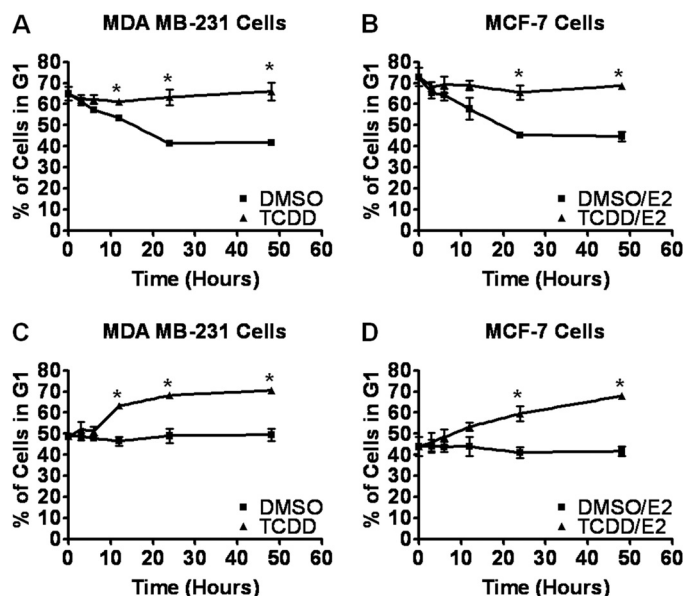 A MDA MB-231 Cells
% of Cells in G1
80
70
60
50
40
30
20
10
0
* * *
DMSO
TCDD
0 10 20 30 40 50 60
Time (Hours)
B MCF-7 Cells
% of Cells in G1
80
70
60
50
40
30
20
10
0
* *
DMSO/E2
TCDD/E2
0 10 20 30 40 50 60
Time (Hours)
C MDA MB-231 Cells
% of Cells in G1
80
70
60
50
40
30
20
10
0
* * *
DMSO
TCDD
0 10 20 30 40 50 60
Time (Hours)
D MCF-7 Cells
% of Cells in G1
80
70
60
50
40
30
20
10
0
* *
DMSO/E2
TCDD/E2
0 10 20 30 40 50 60
Time (Hours)